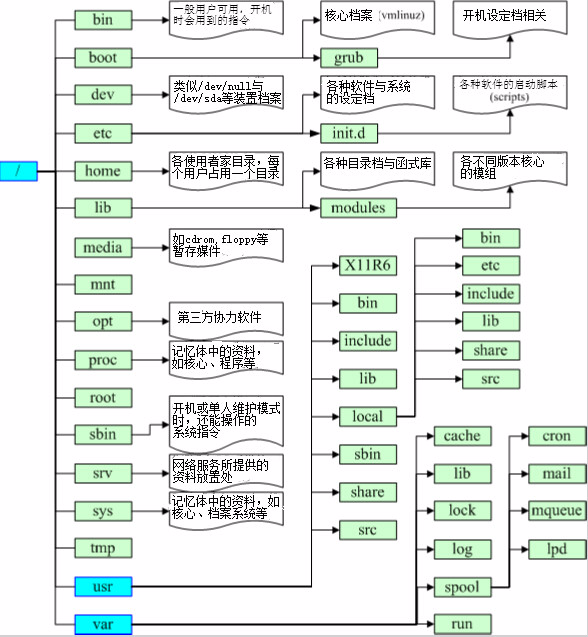 bin
一般用户可用，开机
时会用到的指令
核心档案 (vmlinuz)
开机设定档相关
boot
grub
dev
类似/dev/null与
/dev/sda等装置档案
各种软件与系统
的设定档
各种软件的启动脚本
(scripts)
etc
init.d
/
home
各使用者家目录，每
个用户占用一个目录
各种目录档与函式库
各不同版本核心
的模组
lib
modules
media
如cdrom,floppy等
暂存媒件
mnt
opt
第三方协力软件
proc
记忆体中的资料，
如核心、程序等
root
sbin
开机或单人维护模式
时，还能操作的
系统指令
srv
网络服务所提供的
资料放置处
sys
记忆体中的资料，如
核心、档案系统等
tmp
usr
var
X11R6
bin
include
lib
local
sbin
share
src
bin
etc
include
lib
share
src
cache
lib
lock
log
spool
run
cron
mail
mqueue
lpd